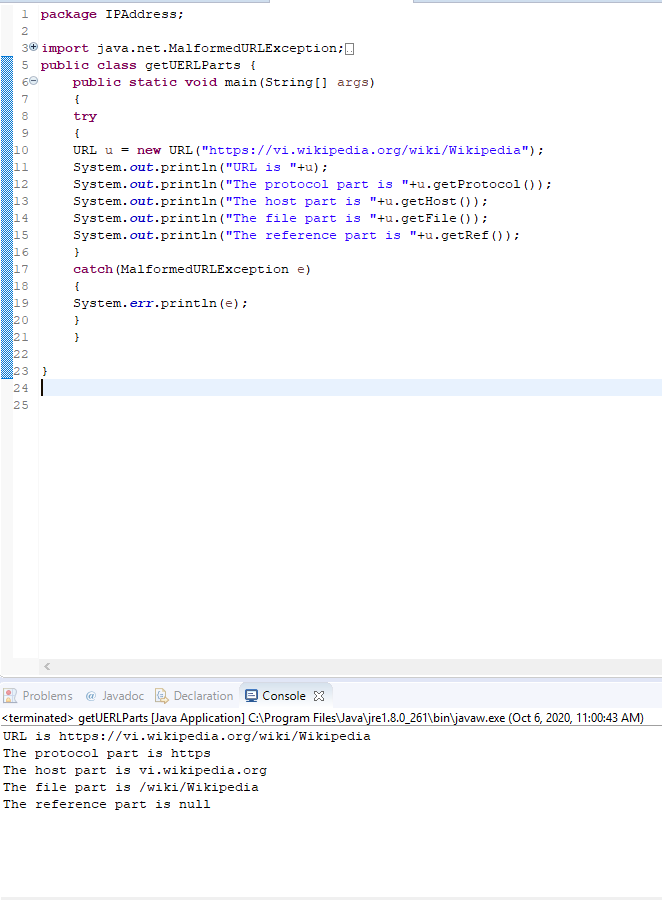 1 package IPAddress;
2
3 import java.net.MalformedURLException;
5 public class getUERLParts {
6 public static void main(String[] args)
7 {
8 try
9 {
10 URL u = new URL("https://vi.wikipedia.org/wiki/Wikipedia");
11 System.out.println("URL is "+u);
12 System.out.println("The protocol part is "+u.getProtocol());
13 System.out.println("The host part is "+u.getHost());
14 System.out.println("The file part is "+u.getFile());
15 System.out.println("The reference part is "+u.getRef());
16 }
17 catch(MalformedURLException e)
18 {
19 System.err.println(e);
20 }
21 }
22
23 }
24
25
Problems @ Javadoc Declaration Console
<terminated> getUERLParts [Java Application] C:\Program Files\Java\jre1.8.0_261\bin\javaw.exe (Oct 6, 2020, 11:00:43 AM)
URL is https://vi.wikipedia.org/wiki/Wikipedia
The protocol part is https
The host part is vi.wikipedia.org
The file part is /wiki/Wikipedia
The reference part is null